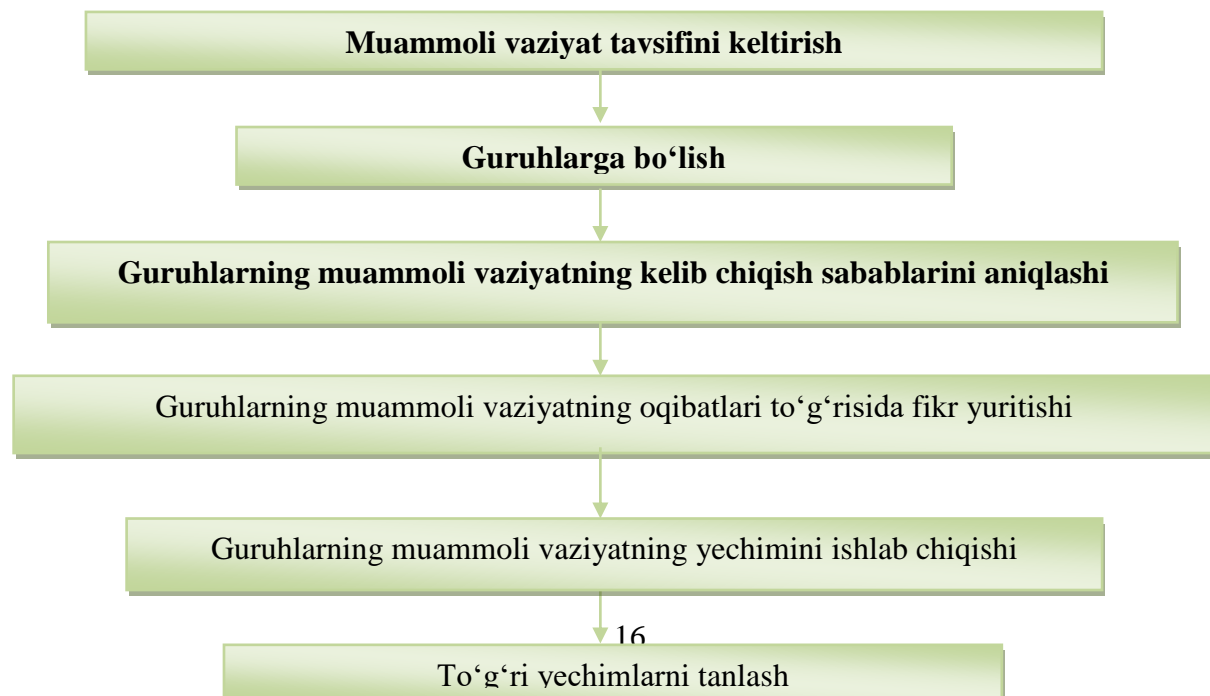 Muammoli vaziyat tavsifini keltirish
Guruhlarga bo‘lish
Guruhlarning muammoli vaziyatning kelib chiqish sabablarini aniqlashi
Guruhlarning muammoli vaziyatning oqibatlari to‘g‘risida fikr yuritishi
Guruhlarning muammoli vaziyatning yechimini ishlab chiqishi
16
To‘g‘ri yechimlarni tanlash